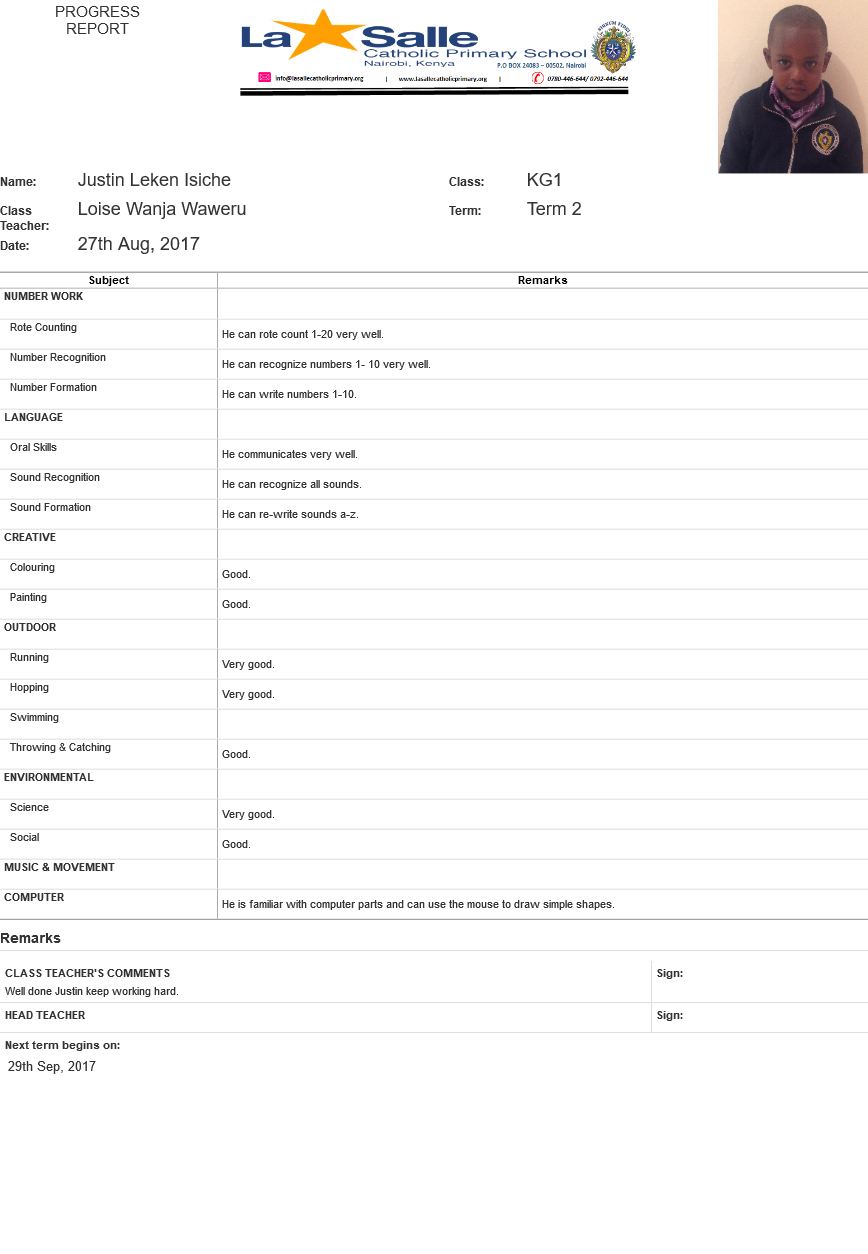 PROGRESS
REPORT
La Salle
Catholic Primary School
Nairobi, Kenya
P.O BOX 24083 – 00502, Nairobi
info@lasallecatholicprimary.org | www.lasallecatholicprimary.org | 0780-446-644/ 0792-446-644
Name: Justin Leken Isiche Class: KG1
Class Teacher: Loise Wanja Waweru Term: Term 2
Date: 27th Aug, 2017
Subject Remarks
NUMBER WORK
Rote Counting He can rote count 1-20 very well.
Number Recognition He can recognize numbers 1- 10 very well.
Number Formation He can write numbers 1-10.
LANGUAGE
Oral Skills He communicates very well.
Sound Recognition He can recognize all sounds.
Sound Formation He can re-write sounds a-z.
CREATIVE
Colouring Good.
Painting Good.
OUTDOOR
Running Very good.
Hopping Very good.
Swimming
Throwing & Catching Good.
ENVIRONMENTAL
Science Very good.
Social Good.
MUSIC & MOVEMENT
COMPUTER He is familiar with computer parts and can use the mouse to draw simple shapes.
Remarks
CLASS TEACHER'S COMMENTS Sign:
Well done Justin keep working hard.
HEAD TEACHER Sign:
Next term begins on:
29th Sep, 2017